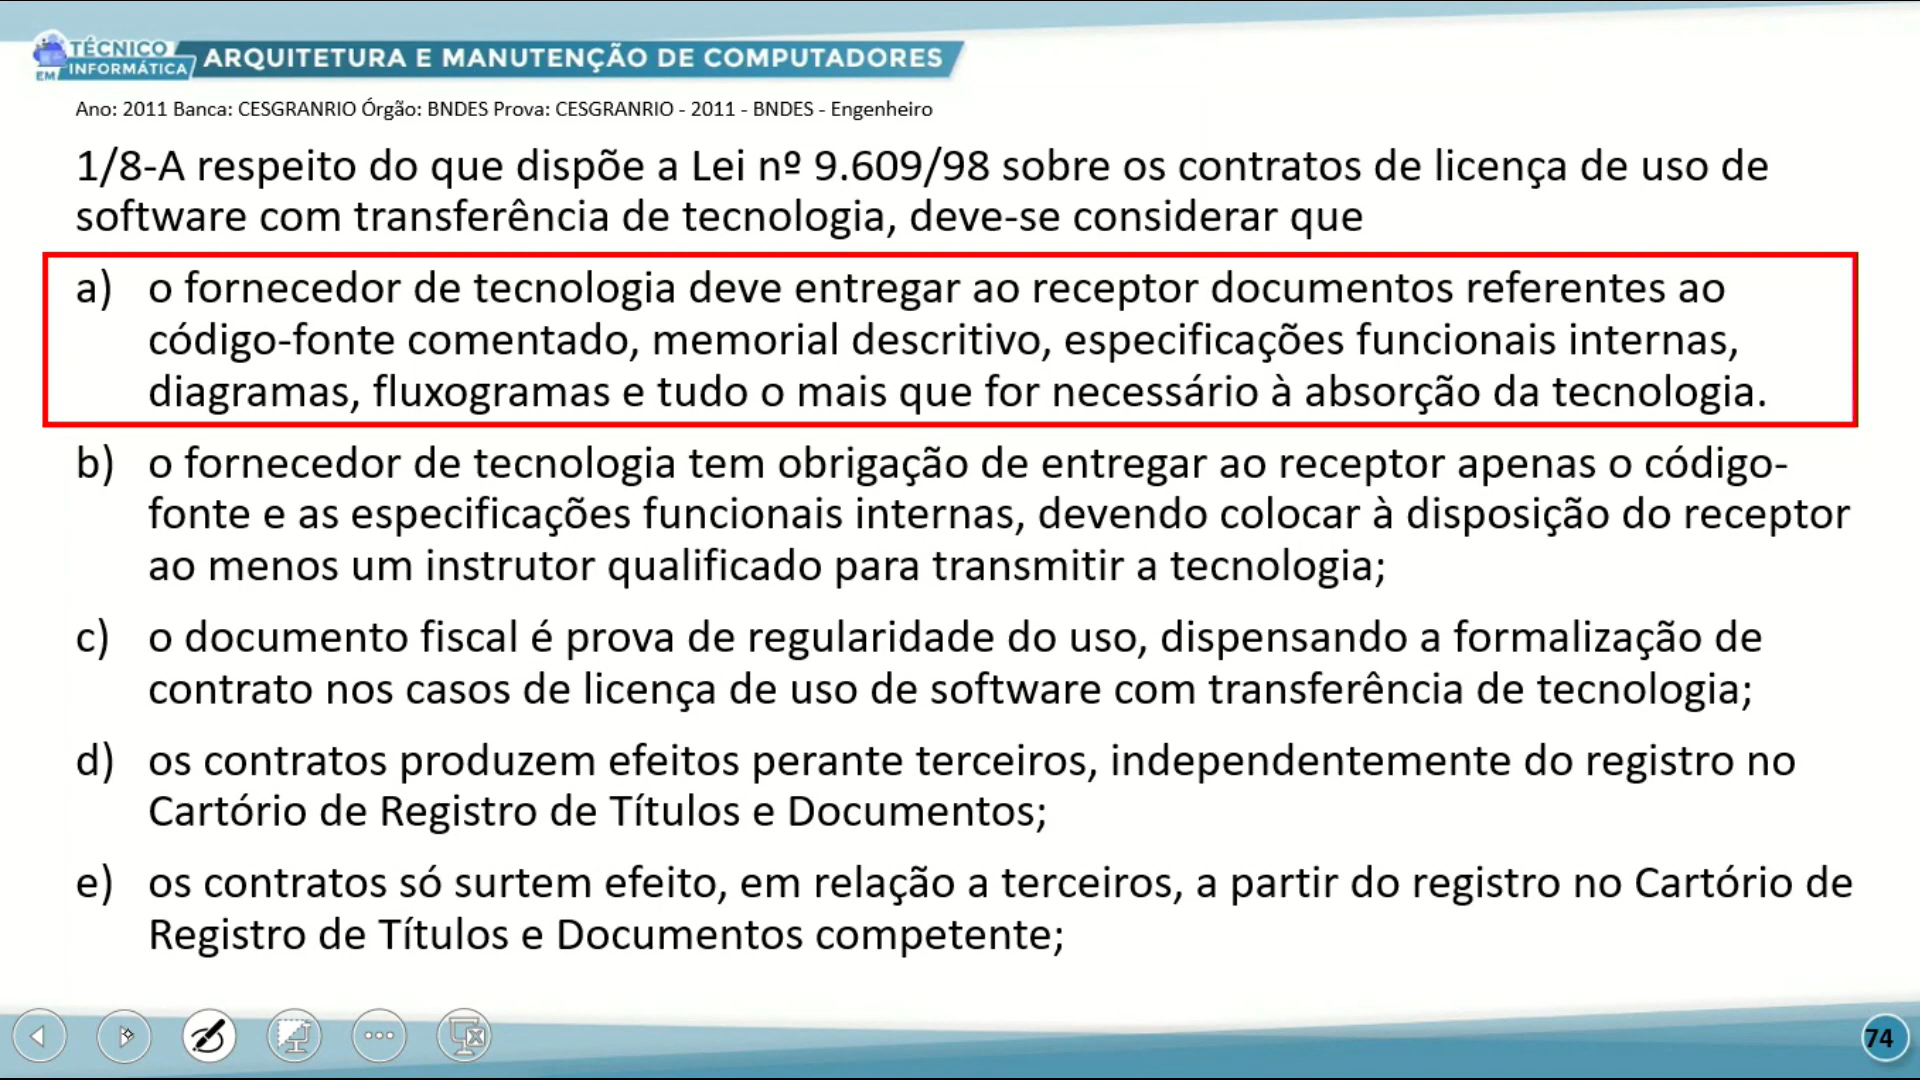 TÉCNICO
EM INFORMÁTICA
ARQUITETURA E MANUTENÇÃO DE COMPUTADORES
Ano: 2011 Banca: CESGRANRIO Órgão: BNDES Prova: CESGRANRIO - 2011 - BNDES - Engenheiro
1/8-A respeito do que dispõe a Lei nº 9.609/98 sobre os contratos de licença de uso de
software com transferência de tecnologia, deve-se considerar que
a) o fornecedor de tecnologia deve entregar ao receptor documentos referentes ao
código-fonte comentado, memorial descritivo, especificações funcionais internas,
diagramas, fluxogramas e tudo o mais que for necessário à absorção da tecnologia.
b) o fornecedor de tecnologia tem obrigação de entregar ao receptor apenas o código-
fonte e as especificações funcionais internas, devendo colocar à disposição do receptor
ao menos um instrutor qualificado para transmitir a tecnologia;
c) o documento fiscal é prova de regularidade do uso, dispensando a formalização de
contrato nos casos de licença de uso de software com transferência de tecnologia;
d) os contratos produzem efeitos perante terceiros, independentemente do registro no
Cartório de Registro de Títulos e Documentos;
e) os contratos só surtem efeito, em relação a terceiros, a partir do registro no Cartório de
Registro de Títulos e Documentos competente;
74